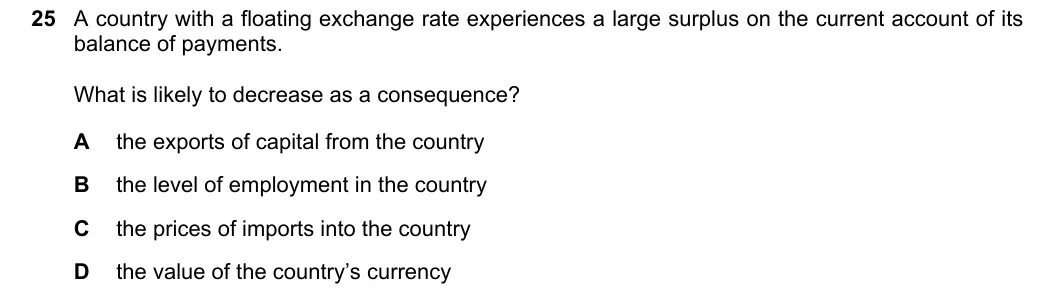 25 A country with a floating exchange rate experiences a large surplus on the current account of its
balance of payments.
What is likely to decrease as a consequence?
A the exports of capital from the country
B the level of employment in the country
C the prices of imports into the country
D the value of the country’s currency